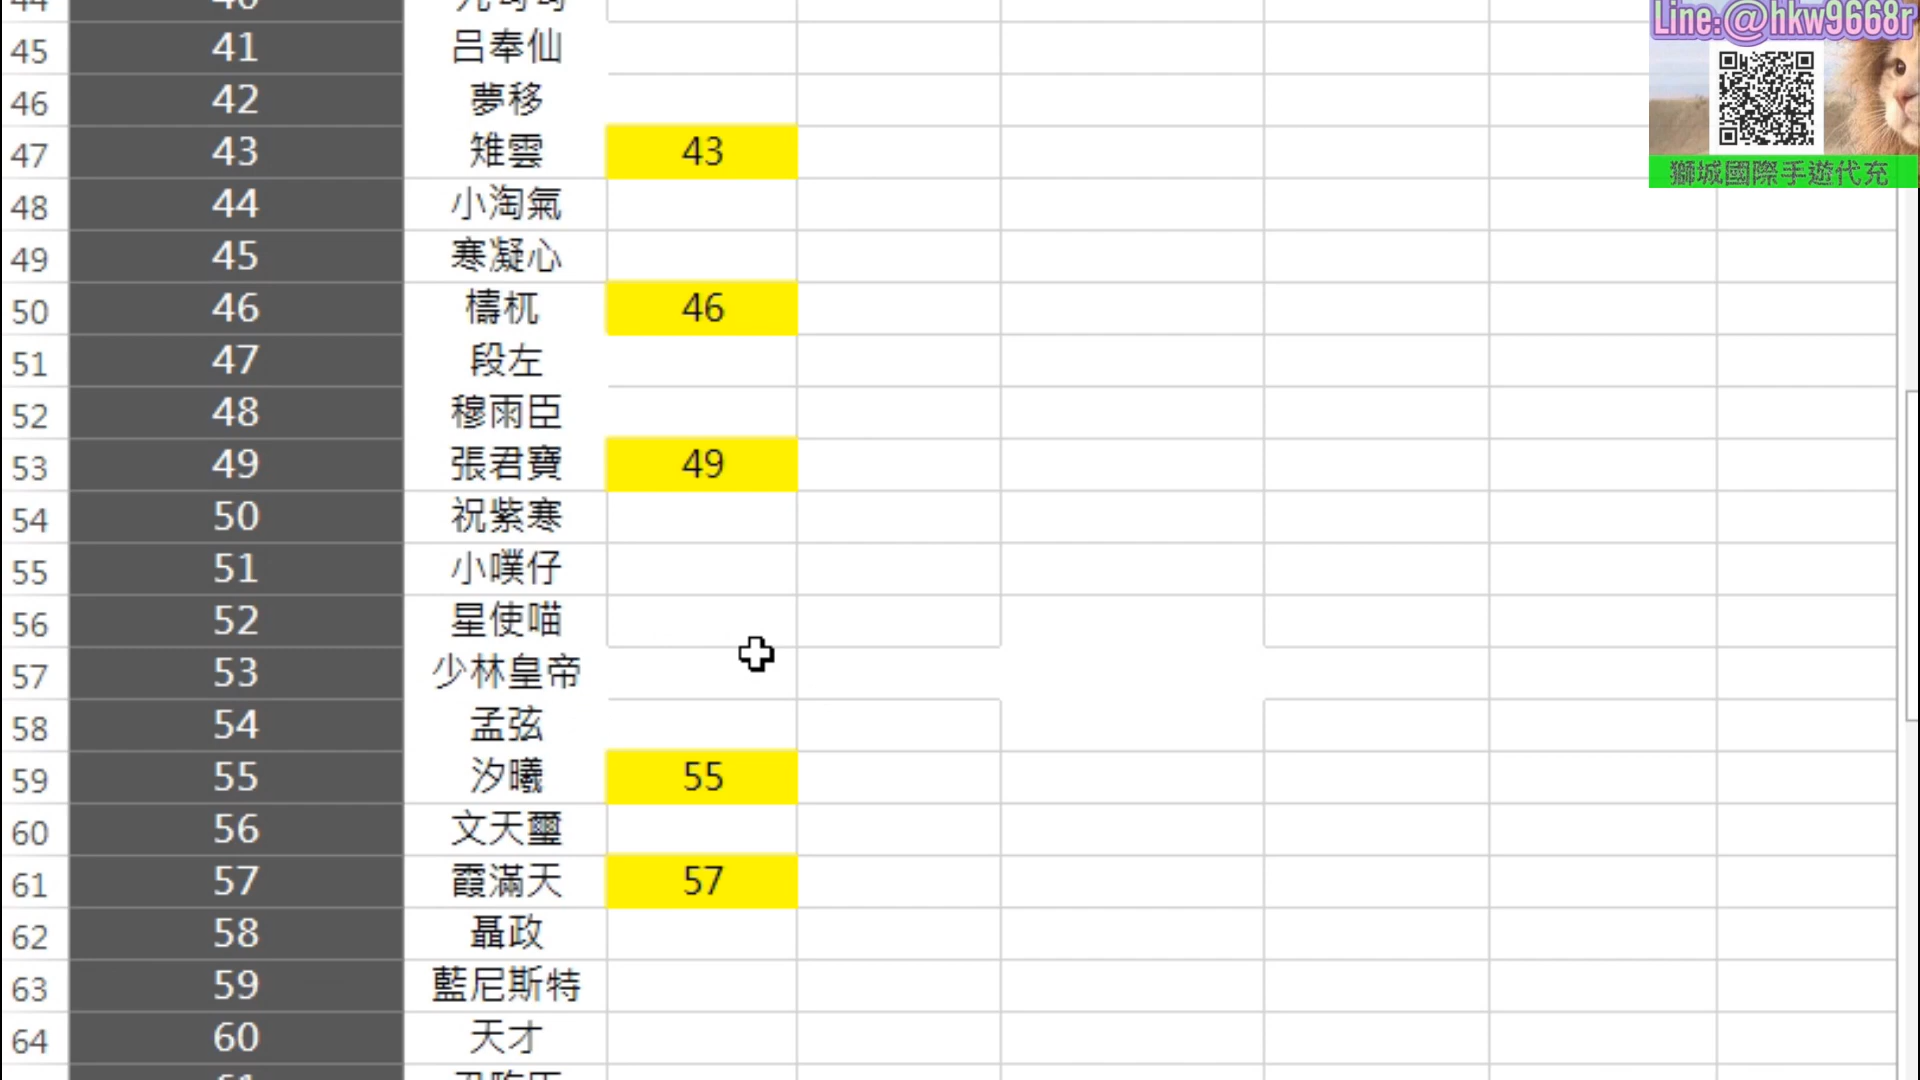 Line:@hkw9668r
獅城國際手遊代充
45 41 呂奉仙
46 42 夢移
47 43 雉雲 43
48 44 小淘氣
49 45 寒凝心
50 46 檮杌 46
51 47 段左
52 48 穆雨臣
53 49 張君寶 49
54 50 祝紫寒
55 51 小噗仔
56 52 星使喵
57 53 少林皇帝
58 54 孟弦
59 55 汐曦 55
60 56 文天璽
61 57 霞滿天 57
62 58 聶政
63 59 藍尼斯特
64 60 天才